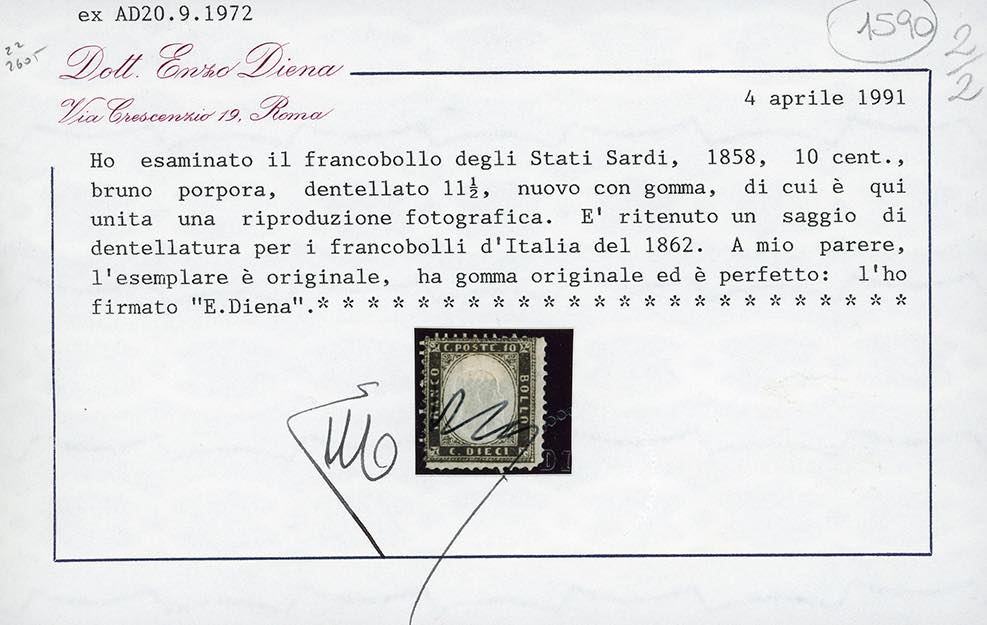 ex AD20.9.1972
1590
2/2
22
Dott. Enzo Diena
Via Crescenzio 19, Roma
4 aprile 1991
Ho esaminato il francobollo degli Stati Sardi, 1858, 10 cent.,
bruno porpora, dentellato 11½, nuovo con gomma, di cui è qui
unita una riproduzione fotografica. E' ritenuto un saggio di
dentellatura per i francobolli d'Italia del 1862. A mio parere,
l'esemplare è originale, ha gomma originale ed è perfetto: l'ho
firmato "E.Diena".* * * * * * * * * * * * * * * * * * * * * * * *
C. POSTE. 10
FRANCO
BOLLO
C. DIECI